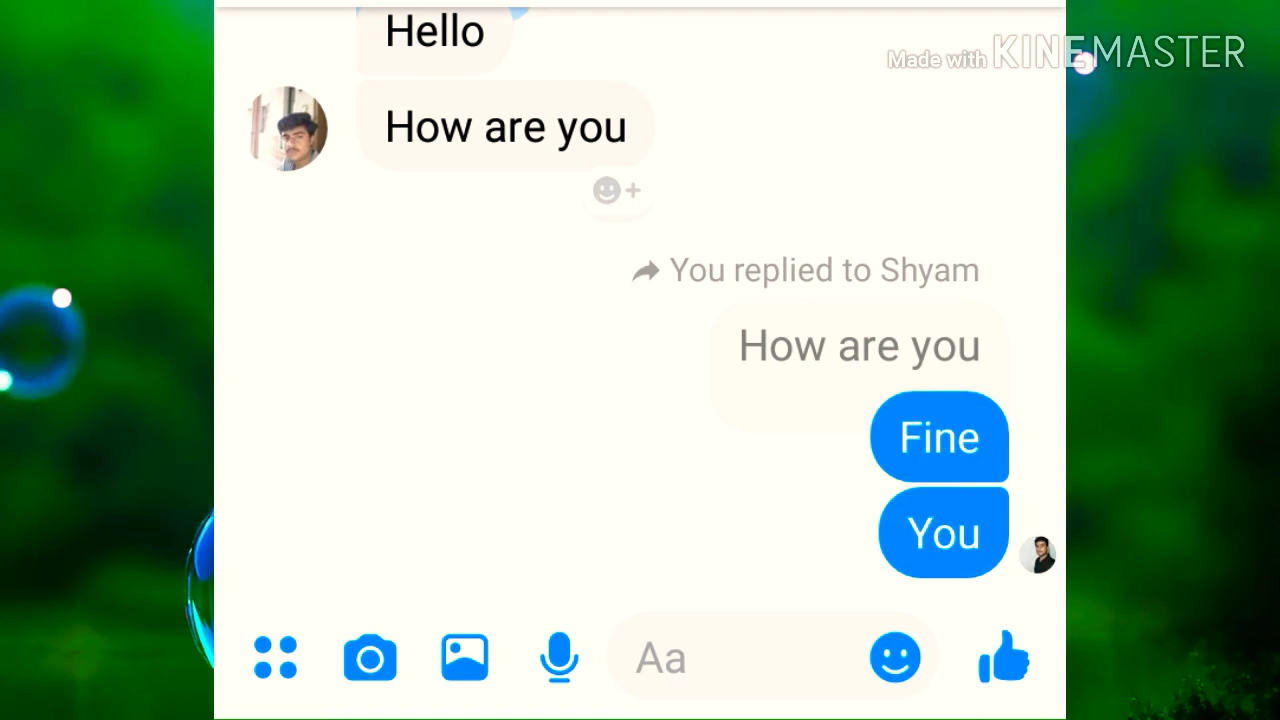 Hello
Made with KINEMASTER
How are you
You replied to Shyam
How are you
Fine
You
Aa